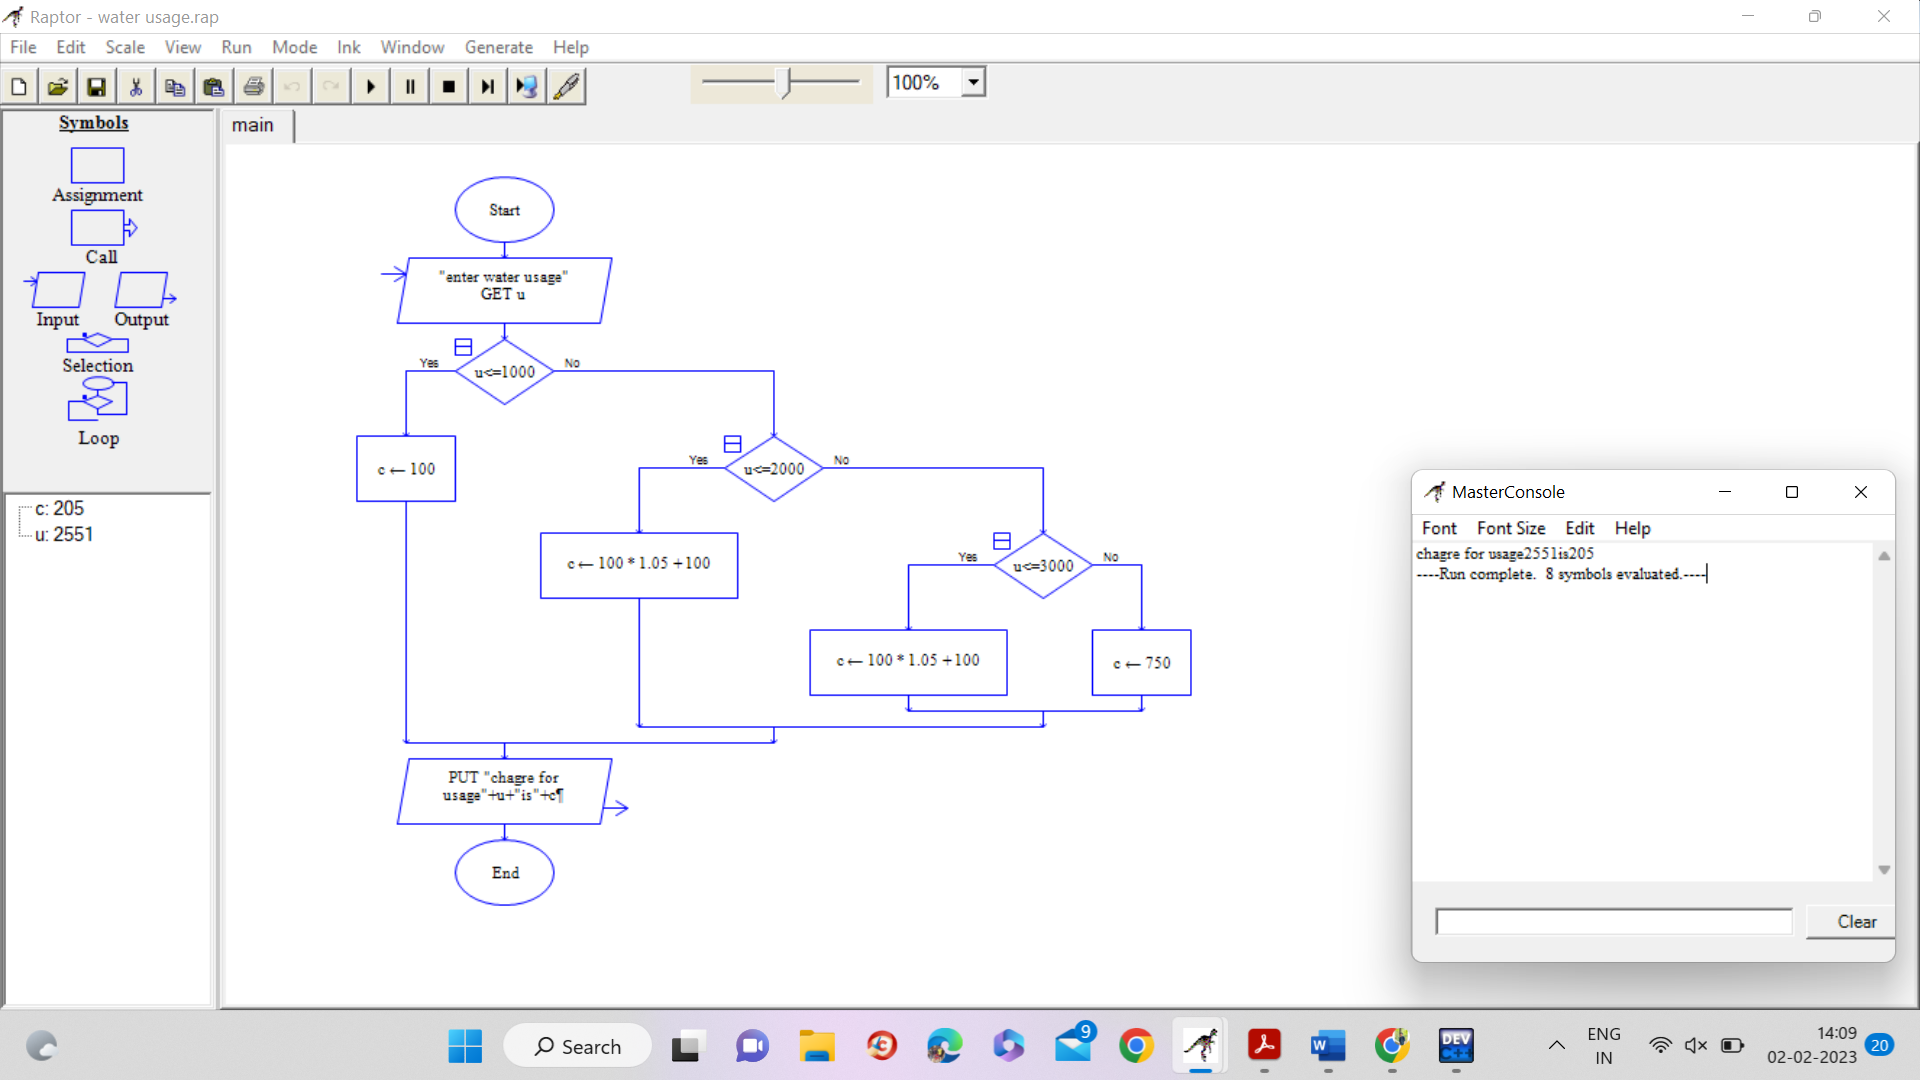 Raptor - water usage.rap
File Edit Scale View Run Mode Ink Window Generate Help
100%
Symbols
Assignment
Call
Input Output
Selection
Loop
c: 205
u: 2551
main
Start
"enter water usage"
GET u
Yes u<=1000 No
c ← 100
Yes u<=2000 No
c ← 100 * 1.05 +100
Yes u<=3000 No
c ← 100 * 1.05 +100
c ← 750
PUT "chagre for
usage"+u+"is"+c¶
End
MasterConsole
Font Font Size Edit Help
chagre for usage2551is205
----Run complete. 8 symbols evaluated.----
Clear
Search
9
DEV
C++
ENG
IN
14:09
02-02-2023
20